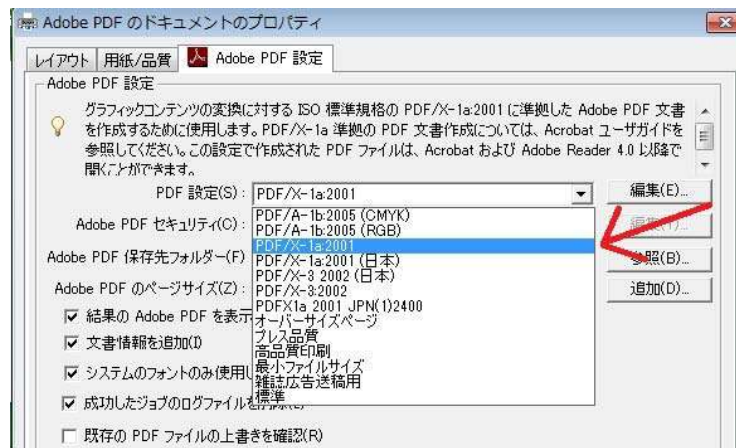 Adobe PDF のドキュメントのプロパティ
レイアウト 用紙/品質 Adobe PDF 設定
Adobe PDF 設定
グラフィックコンテンツの変換に対する ISO 標準規格の PDF/X-1a:2001 に準拠した Adobe PDF 文書
を作成するために使用します。PDF/X-1a 準拠の PDF 文書作成については、Acrobat ユーザガイドを
参照してください。この設定で作成された PDF ファイルは、Acrobat および Adobe Reader 4.0 以降で
開くことができます。
PDF 設定(S): PDF/X-1a:2001 編集(E)...
Adobe PDF セキュリティ(C):
Adobe PDF 保存先フォルダー(F) 参照(B)...
Adobe PDF のページサイズ(Z): 追加(D)...
PDF/A-1b:2005 (CMYK)
PDF/A-1b:2005 (RGB)
PDF/X-1a:2001
PDF/X-1a:2001 (日本)
PDF/X-3 2002 (日本)
PDF/X-3:2002
PDFX1a 2001 JPN(1)2400
オーバーサイズページ
プレス品質
高品質印刷
最小ファイルサイズ
雑誌広告送稿用
標準
結果の Adobe PDF を表示
文書情報を追加(I)
システムのフォントのみ使用し
成功したジョブのログファイルを
既存の PDF ファイルの上書きを確認(R)